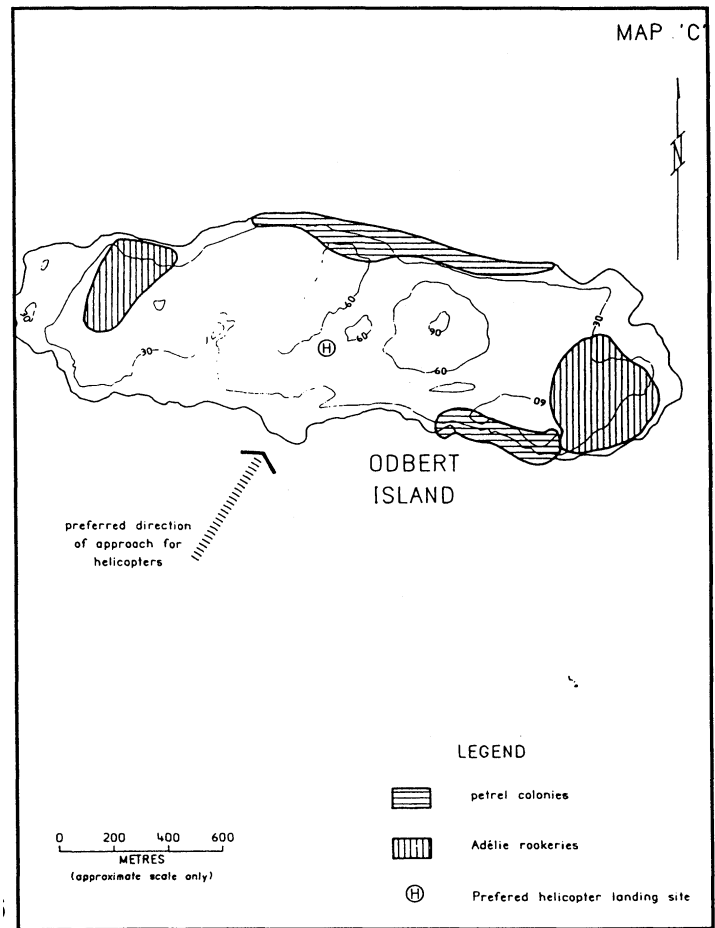 MAP 'C'
N
60
90
30
60
30
60
60
ODBERT
ISLAND
preferred direction
of approach for
helicopters
H
LEGEND
petrel colonies
0 200 400 600
METRES
(approximate scale only)
Adélie rookeries
H Prefered helicopter landing site